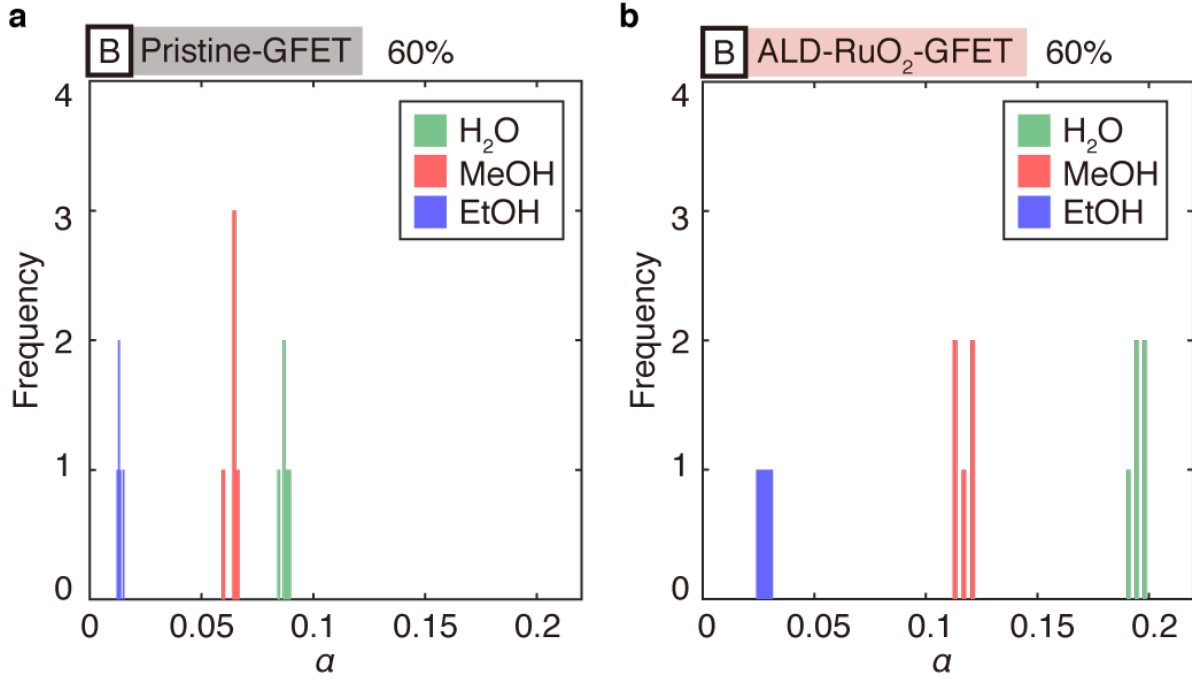 a
B Pristine-GFET 60%
4
3
2
1
0
Frequency
H₂O
MeOH
EtOH
0 0.05 0.1 0.15 0.2
α
b
B ALD-RuO₂-GFET 60%
4
3
2
1
0
Frequency
H₂O
MeOH
EtOH
0 0.05 0.1 0.15 0.2
α